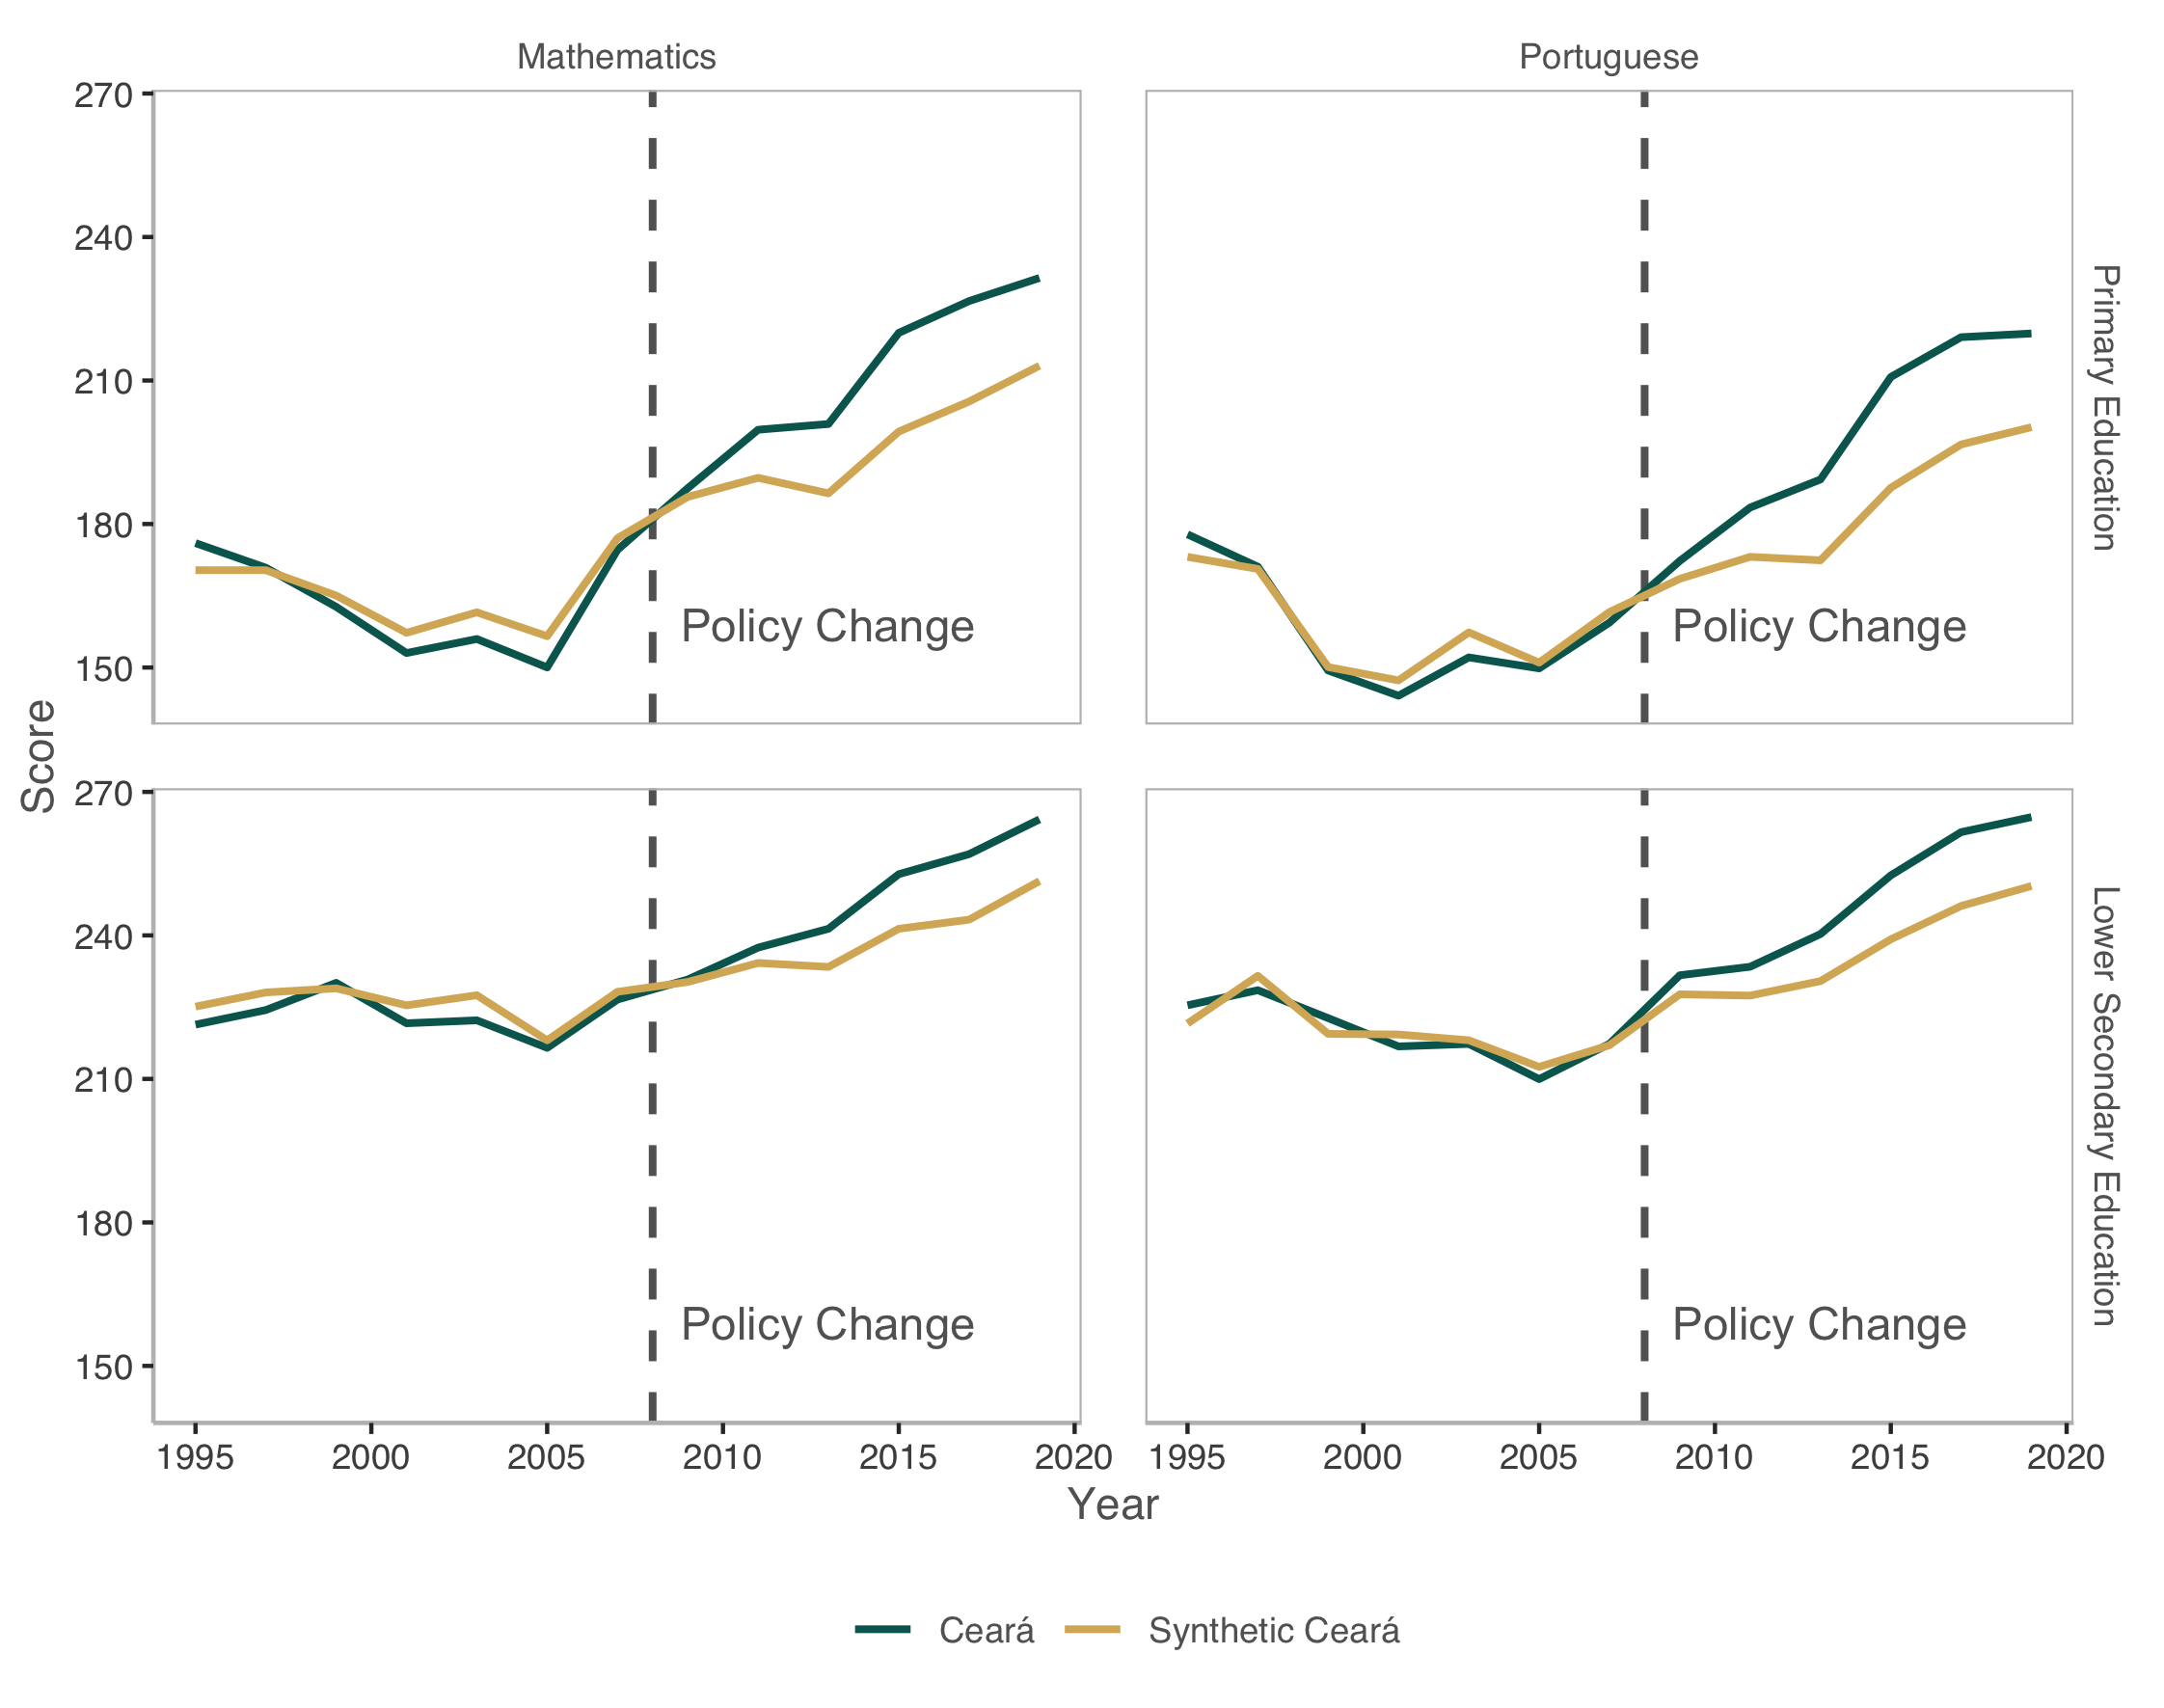 Mathematics
Portuguese
270
240
210
180
150
Policy Change
Policy Change
Primary Education
Score
270
240
210
180
150
Policy Change
Policy Change
Lower Secondary Education
1995 2000 2005 2010 2015 2020
1995 2000 2005 2010 2015 2020
Year
Ceará
Synthetic Ceará